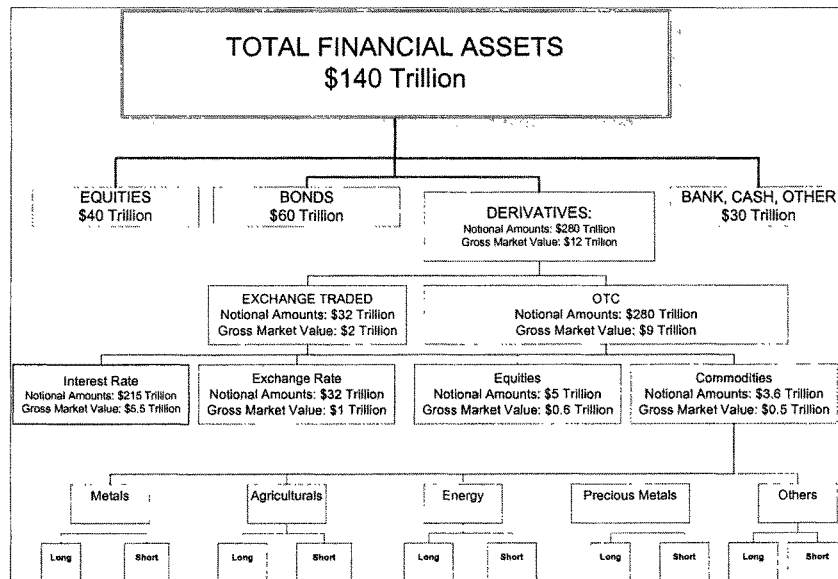 TOTAL FINANCIAL ASSETS
$140 Trillion
EQUITIES
$40 Trillion
BONDS
$60 Trillion
DERIVATIVES:
Notional Amounts: $280 Trillion
Gross Market Value: $12 Trillion
BANK, CASH, OTHER
$30 Trillion
EXCHANGE TRADED
Notional Amounts: $32 Trillion
Gross Market Value: $2 Trillion
OTC
Notional Amounts: $280 Trillion
Gross Market Value: $9 Trillion
Interest Rate
Notional Amounts: $215 Trillion
Gross Market Value: $5.5 Trillion
Exchange Rate
Notional Amounts: $32 Trillion
Gross Market Value: $1 Trillion
Equities
Notional Amounts: $5 Trillion
Gross Market Value: $0.6 Trillion
Commodities
Notional Amounts: $3.6 Trillion
Gross Market Value: $0.5 Trillion
Metals
Agriculturals
Energy
Precious Metals
Others
Long
Short
Long
Short
Long
Short
Long
Short
Long
Short